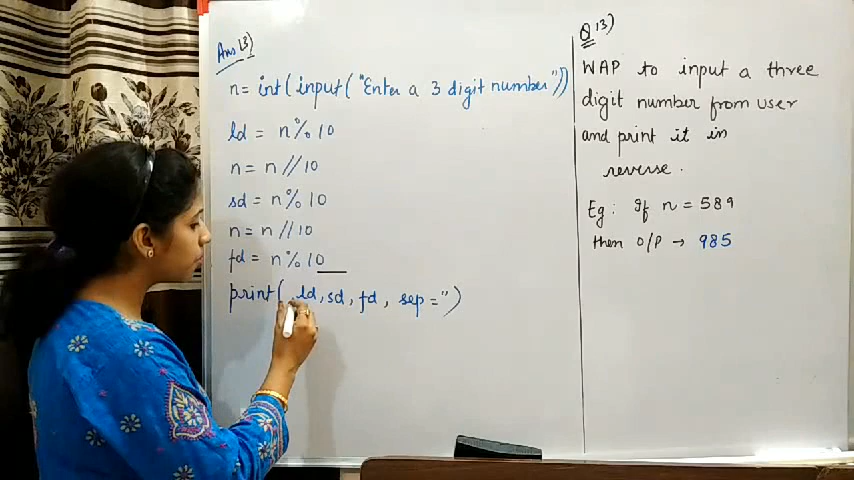 Ans 13)
n = int(input("Enter a 3 digit number"))
ld = n%10
n = n//10
sd = n%10
n = n//10
fd = n%10
print( ld, sd, fd, sep='')
Q 13)
WAP to input a three
digit number from user
and print it in
reverse.
Eg: If n = 589
then O/P → 985